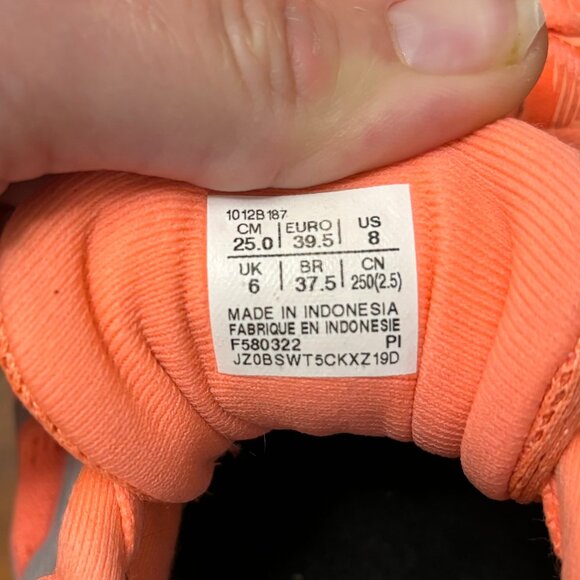 1012B187
CM EURO US
25.0 39.5 8
UK BR CN
6 37.5 250(2.5)
MADE IN INDONESIA
FABRIQUE EN INDONESIE
F580322 PI
JZ0BSWT5CKXZ19D